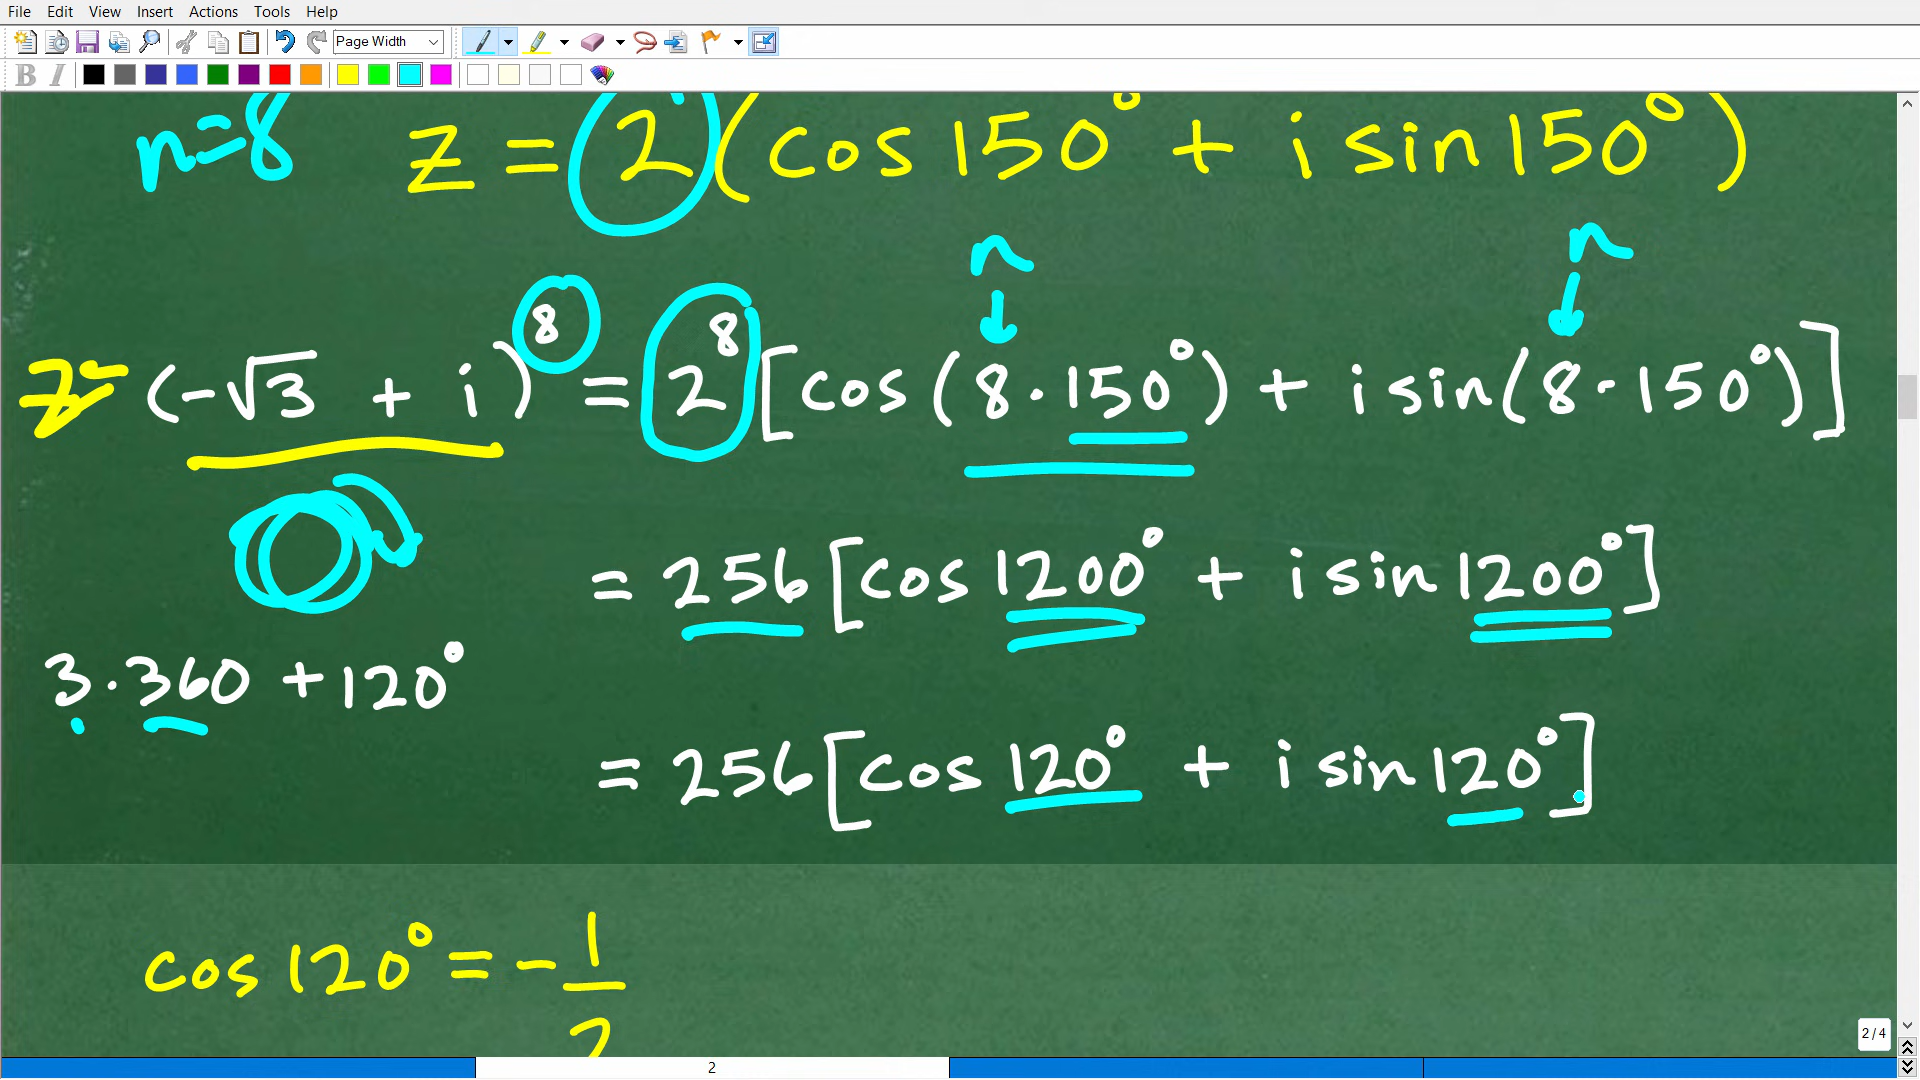 File Edit View Insert Actions Tools Help
Page Width
B I
n=8 z = 2(cos 150° + i sin 150°)
n n
z= (-√3 + i)⁸ = 2⁸[cos(8·150°) + i sin(8·150°)]
= 256[cos 1200° + i sin 1200°]
3·360 + 120°
= 256[cos 120° + i sin 120°]
cos 120° = -1/2
2 / 4
2